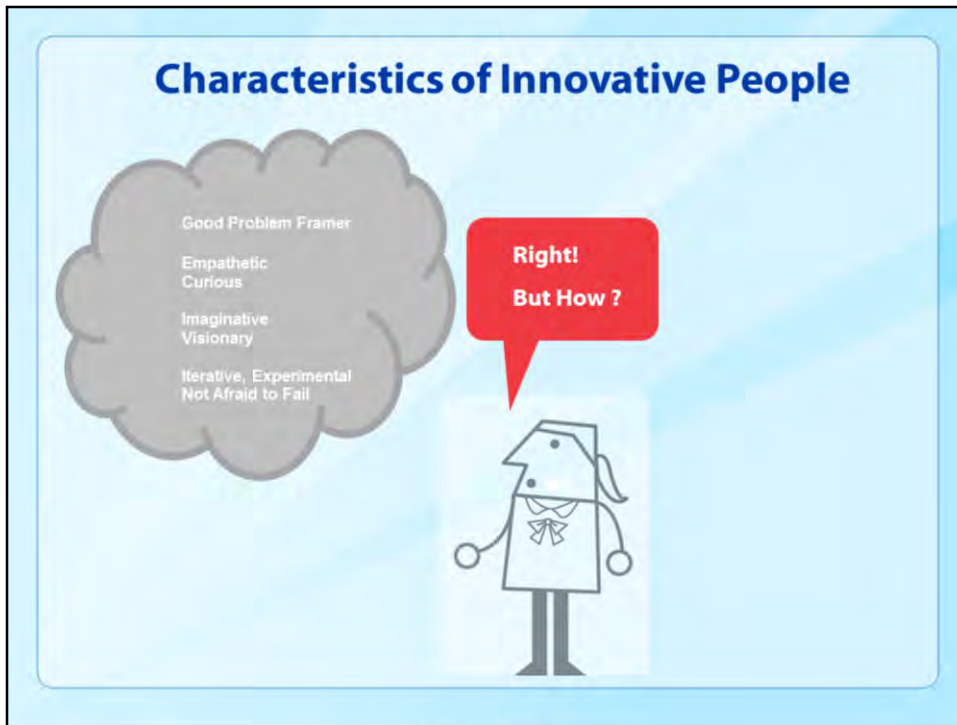 Characteristics of Innovative People
Good Problem Framer
Empathetic
Curious
Imaginative
Visionary
Iterative, Experimental
Not Afraid to Fail
Right!
But How ?